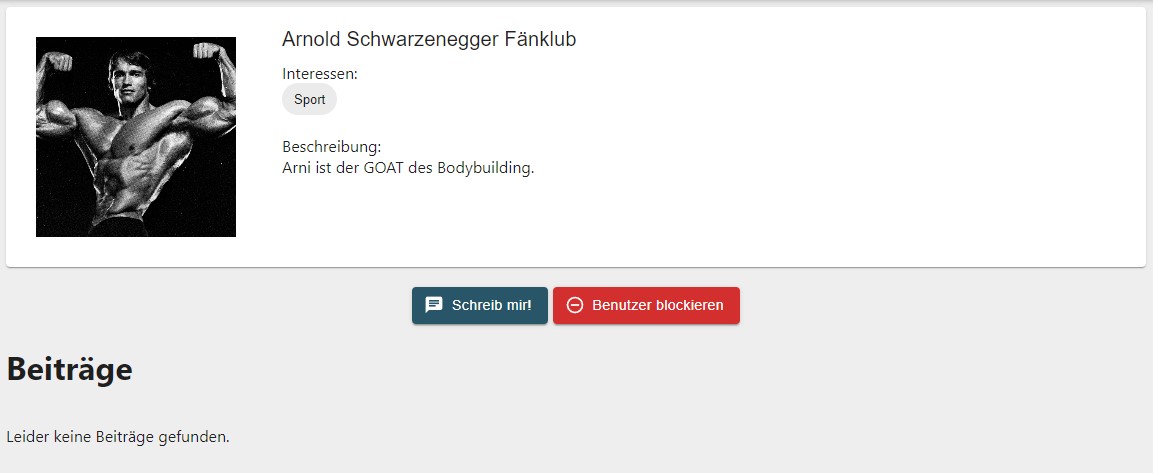 Arnold Schwarzenegger Fänklub
Interessen:
Sport
Beschreibung:
Arni ist der GOAT des Bodybuilding.
Schreib mir!
Benutzer blockieren
Beiträge
Leider keine Beiträge gefunden.